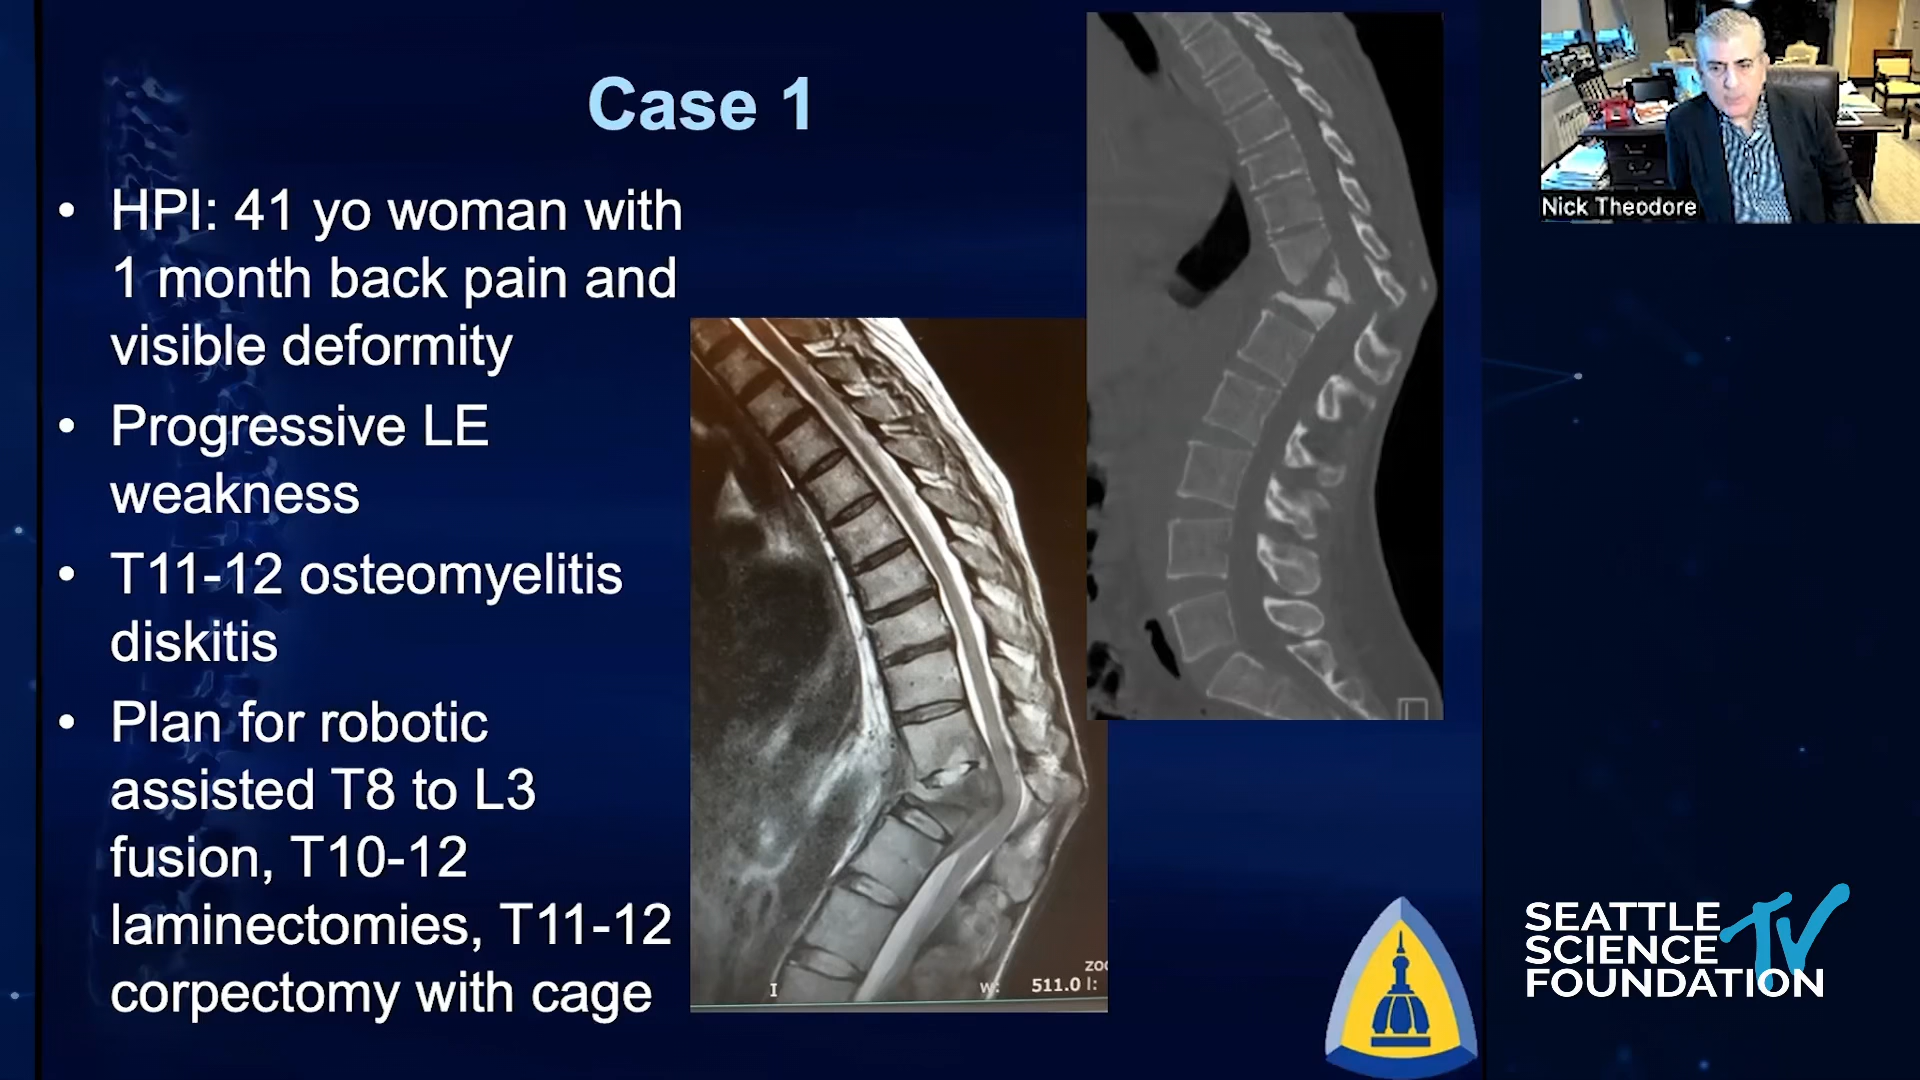 Case 1
• HPI: 41 yo woman with
1 month back pain and
visible deformity
• Progressive LE
weakness
• T11-12 osteomyelitis
diskitis
• Plan for robotic
assisted T8 to L3
fusion, T10-12
laminectomies, T11-12
corpectomy with cage
I
zoo
w: 511.0 l:
Nick Theodore
SEATTLE
SCIENCE
FOUNDATION
TV